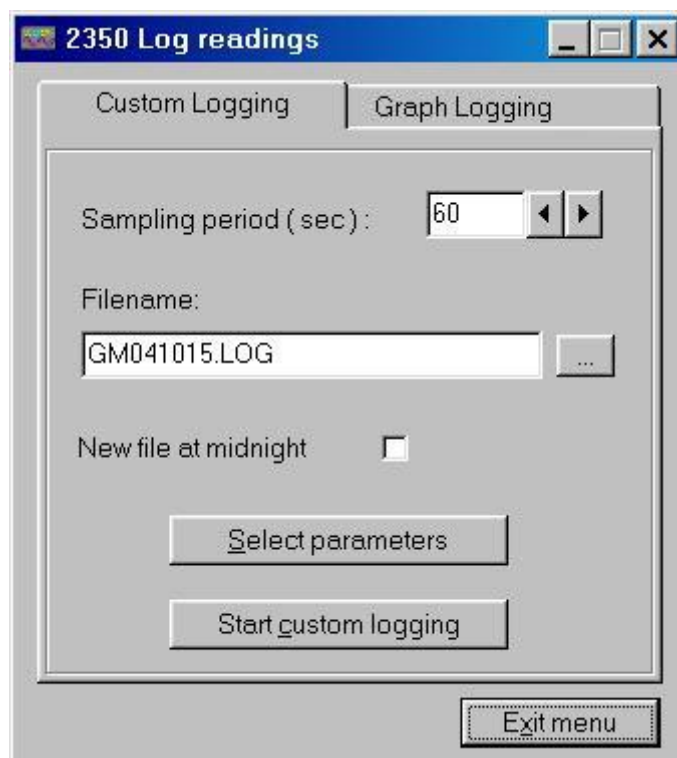 2350 Log readings
Custom Logging
Graph Logging
Sampling period ( sec ) :
60
Filename:
GM041015.LOG
...
New file at midnight
Select parameters
Start custom logging
Exit menu